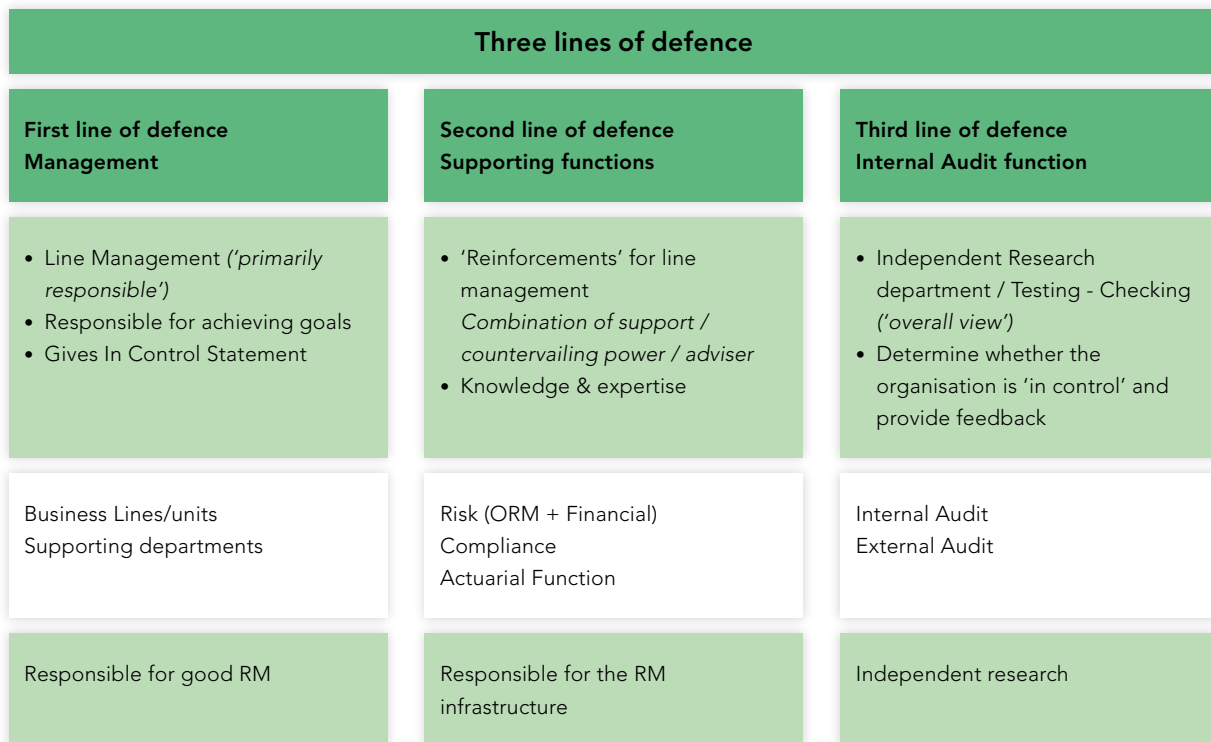 Three lines of defence
First line of defence
Management
Second line of defence
Supporting functions
Third line of defence
Internal Audit function
• Line Management (‘primarily
responsible’)
• Responsible for achieving goals
• Gives In Control Statement
• ‘Reinforcements’ for line
management
Combination of support /
countervailing power / adviser
• Knowledge & expertise
• Independent Research
department / Testing - Checking
(‘overall view’)
• Determine whether the
organisation is ‘in control’ and
provide feedback
Business Lines/units
Supporting departments
Risk (ORM + Financial)
Compliance
Actuarial Function
Internal Audit
External Audit
Responsible for good RM
Responsible for the RM
infrastructure
Independent research